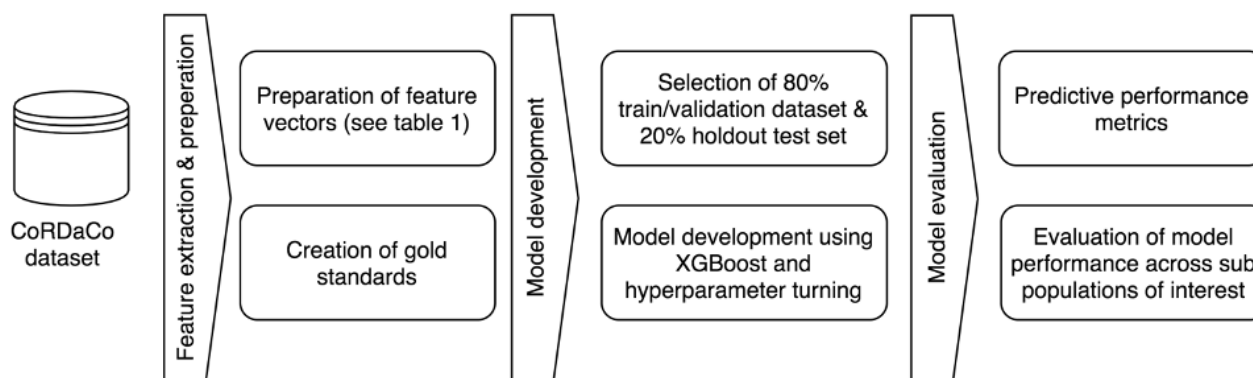 CoRDaCo
dataset
Feature extraction & preperation
Preparation of feature
vectors (see table 1)
Creation of gold
standards
Model development
Selection of 80%
train/validation dataset &
20% holdout test set
Model development using
XGBoost and
hyperparameter turning
Model evaluation
Predictive performance
metrics
Evaluation of model
performance across sub
populations of interest